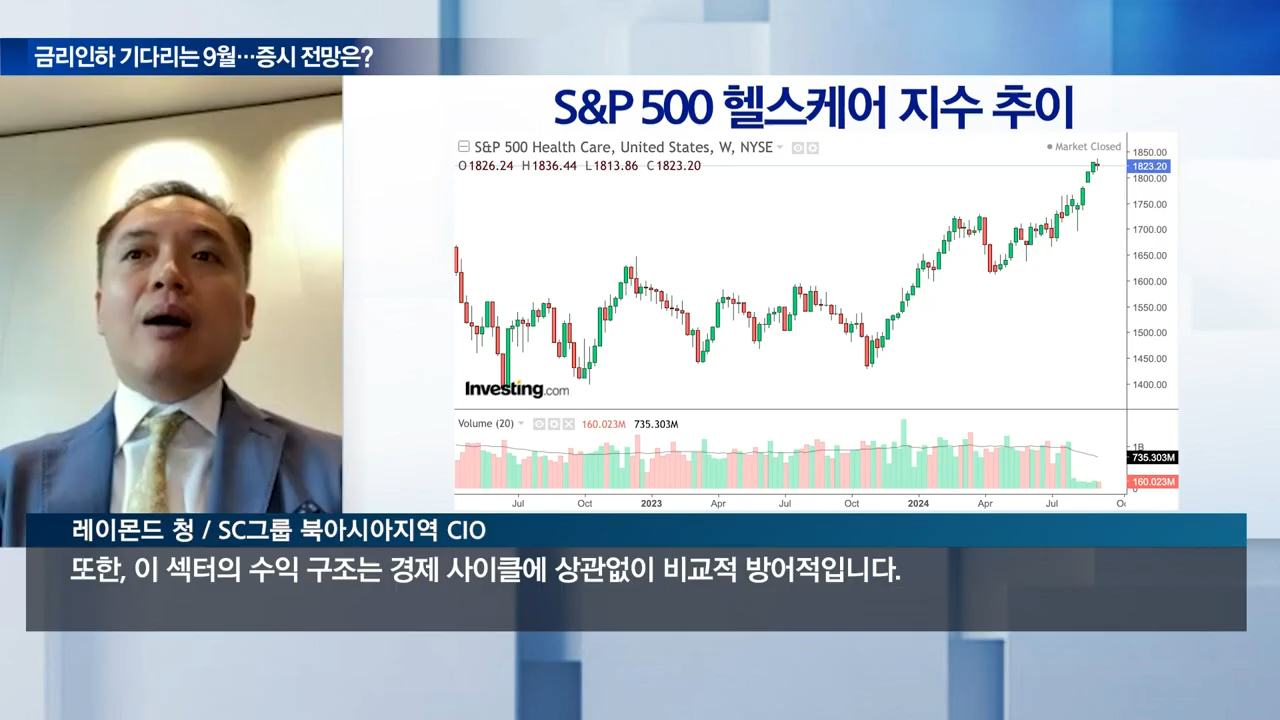 금리인하 기다리는 9월…증시 전망은?
S&P 500 헬스케어 지수 추이
S&P 500 Health Care, United States, W, NYSE
Market Closed
O1826.24 H1836.44 L1813.86 C1823.20
1850.00
1823.20
1800.00
1750.00
1700.00
1650.00
1600.00
1550.00
1500.00
1450.00
1400.00
Investing.com
Volume (20) 160.023M 735.303M
1B
735.303M
160.023M
0
Jul Oct 2023 Apr Jul Oct 2024 Apr Jul
레이몬드 청 / SC그룹 북아시아지역 CIO
또한, 이 섹터의 수익 구조는 경제 사이클에 상관없이 비교적 방어적입니다.